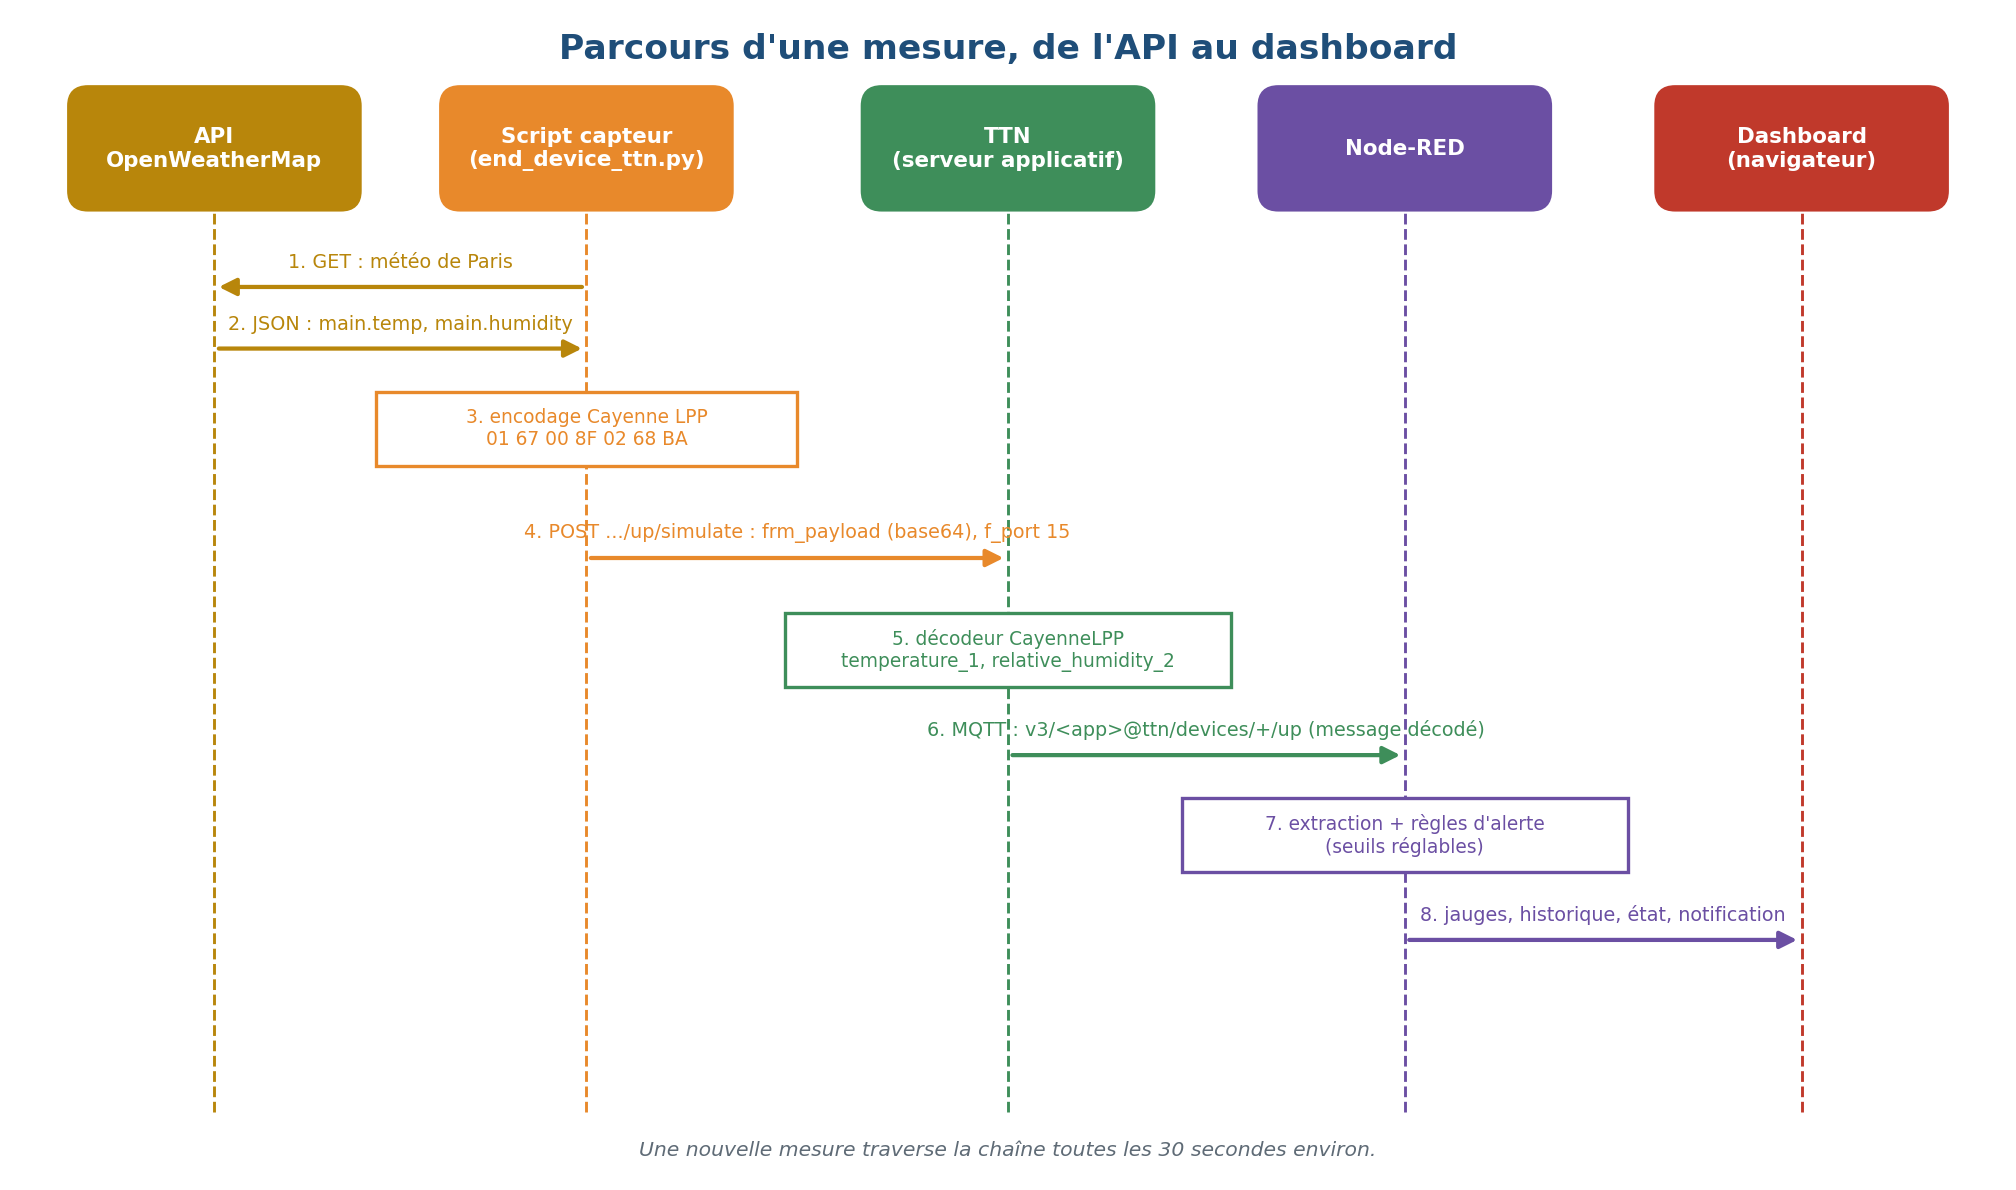 Parcours d'une mesure, de l'API au dashboard
API
OpenWeatherMap
Script capteur
(end_device_ttn.py)
TTN
(serveur applicatif)
Node-RED
Dashboard
(navigateur)
1. GET : météo de Paris
2. JSON : main.temp, main.humidity
3. encodage Cayenne LPP
01 67 00 8F 02 68 BA
4. POST .../up/simulate : frm_payload (base64), f_port 15
5. décodeur CayenneLPP
temperature_1, relative_humidity_2
6. MQTT : v3/<app>@ttn/devices/+/up (message décodé)
7. extraction + règles d'alerte
(seuils réglables)
8. jauges, historique, état, notification
Une nouvelle mesure traverse la chaîne toutes les 30 secondes environ.